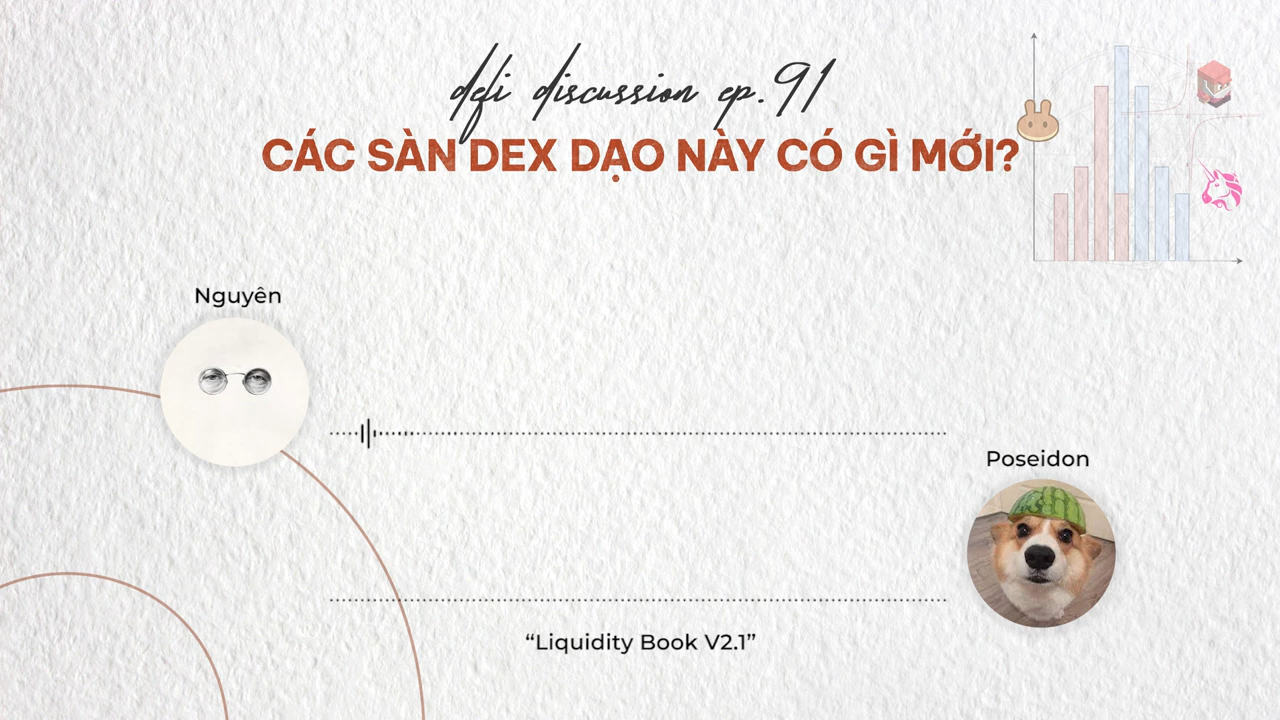 defi discussion ep.91
CÁC SÀN DEX DẠO NÀY CÓ GÌ MỚI?
Nguyên
Poseidon
“Liquidity Book V2.1”